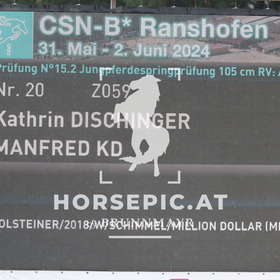 CSN-B* Ranshofen
31. Mai - 2. Juni 2024
Prüfung N°15.2 Jungpferdespringprüfung 105 cm RV: A
Nr. 20 Z059
Kathrin DISCHINGER
MANFRED KD
HORSEPIC.AT
OLSTEINER/2018/W/SCHIMMEL/MILLION DOLLAR (M
BRUNNMAYR